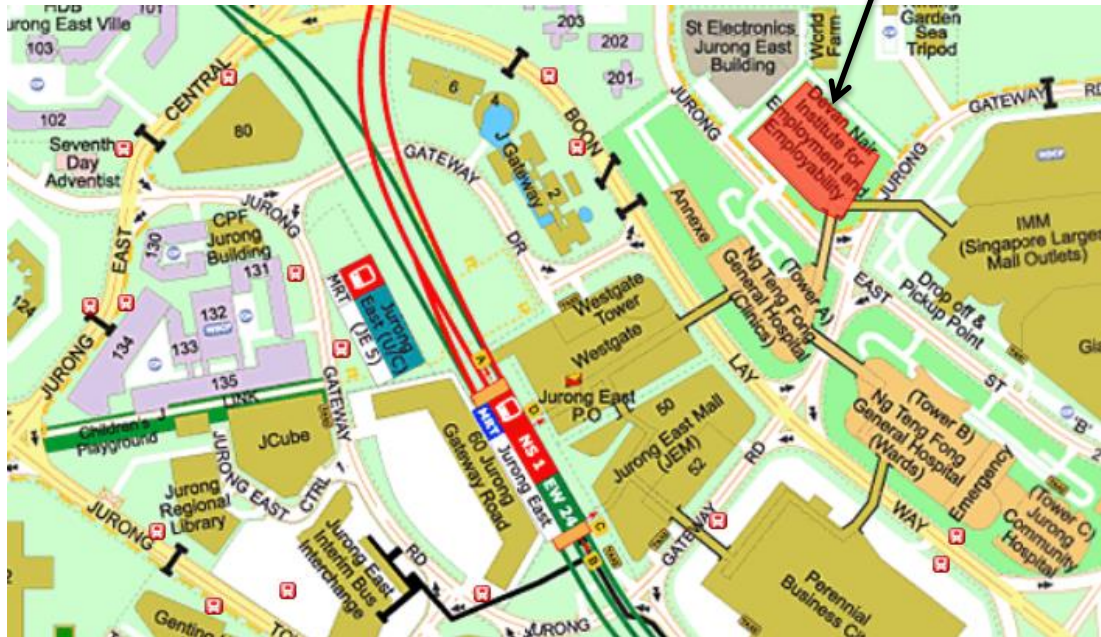 HDB
Jurong East Ville
101
103
102
203
202
201
CENTRAL
80
6
4
2
J Gateway
BOON
St Electronics
Jurong East
Building
World
Farm
Garden
Sea
Tripod
JURONG
Devan Nair
Institute for
Employment and
Employability
GATEWAY RD
JURONG
Seventh
Day
Adventist
JURONG
GATEWAY
DR
Annexe
IMM
(Singapore Larges
Mall Outlets)
CPF
Jurong
Building
130
131
132
133
134
135
124
EAST
JURONG
MRT
Jurong
East (U/C)
(JE 5)
Westgate
Tower
Westgate
(Tower A)
Ng Teng Fong
General Hospital
(Clinics)
EAST
Drop off &
Pickup Point
ST
'B'
LINK
J
Children's
Playground
JCube
GATEWAY
A
MRT
NS 1
EW 24
Jurong East
D
Jurong East
P.O
50
Jurong East Mall
(JEM)
52
LAY
RD
(Tower B)
Ng Teng Fong
General Hospital
(Wards)
Emergency
(Tower C)
Jurong
Community
Hospital
60 Jurong
Gateway Road
JURONG EAST
CTRL 1
Jurong
Regional
Library
JURONG
C
B
GATEWAY
WAY
Jurong East
Interim Bus
Interchange
RD
Perennial
Business Ci
JURONG